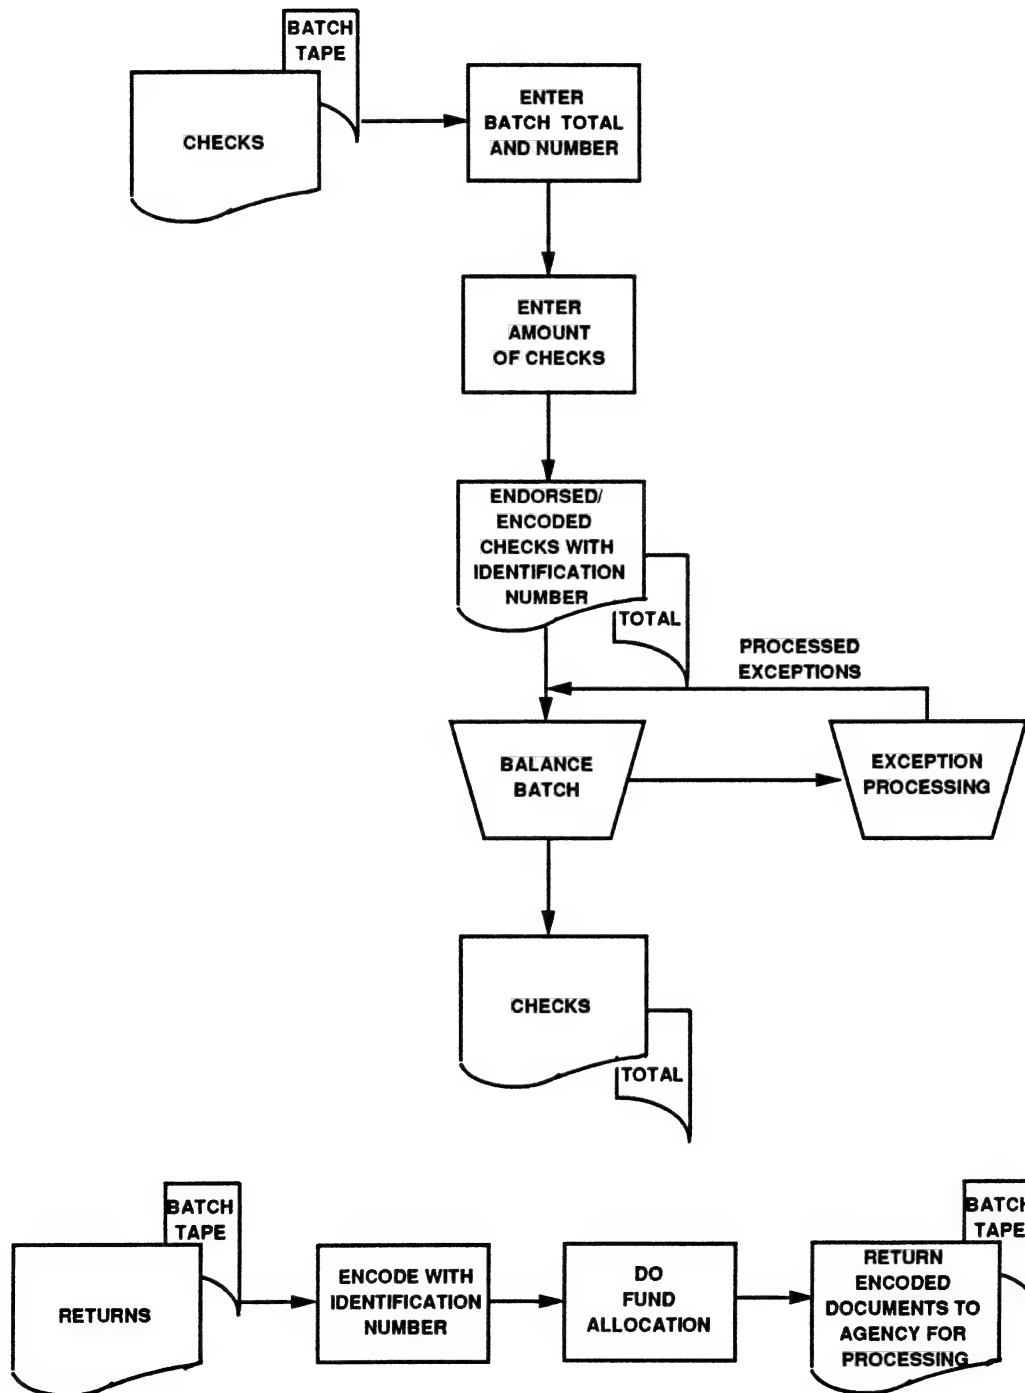 BATCH
TAPE
CHECKS
ENTER
BATCH TOTAL
AND NUMBER
ENTER
AMOUNT
OF CHECKS
ENDORSED/
ENCODED
CHECKS WITH
IDENTIFICATION
NUMBER
TOTAL
PROCESSED
EXCEPTIONS
BALANCE
BATCH
EXCEPTION
PROCESSING
CHECKS
TOTAL
BATCH
TAPE
RETURNS
ENCODE WITH
IDENTIFICATION
NUMBER
DO
FUND
ALLOCATION
BATCH
TAPE
RETURN
ENCODED
DOCUMENTS TO
AGENCY FOR
PROCESSING